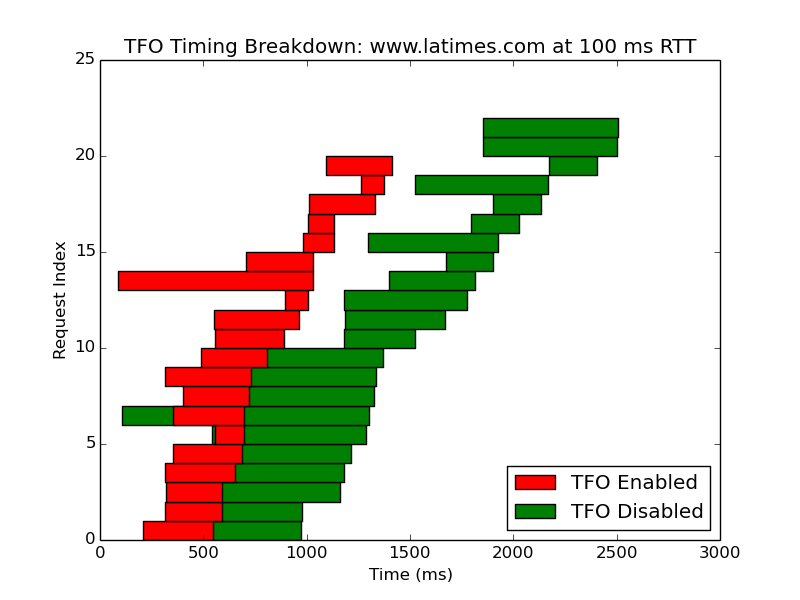 TFO Timing Breakdown: www.latimes.com at 100 ms RTT
25
20
15
10
5
0
Request Index
TFO Enabled
TFO Disabled
0 500 1000 1500 2000 2500 3000
Time (ms)